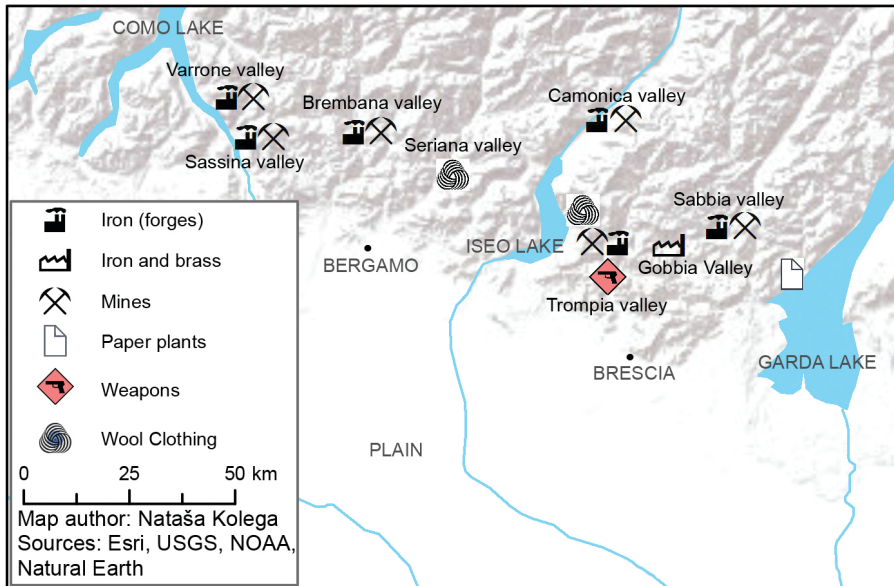 COMO LAKE
Varrone valley
Brembana valley
Camonica valley
Sassina valley
Seriana valley
Sabbia valley
ISEO LAKE
BERGAMO
Gobbia Valley
Trompia valley
BRESCIA
GARDA LAKE
PLAIN
Iron (forges)
Iron and brass
Mines
Paper plants
Weapons
Wool Clothing
0 25 50 km
Map author: Nataša Kolega
Sources: Esri, USGS, NOAA,
Natural Earth